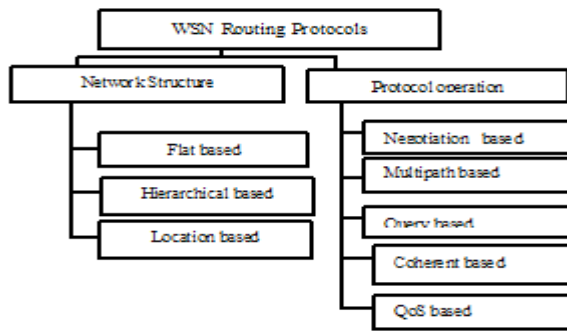 WSN Routing Protocols
Network Structure
Flat based
Hierarchical based
Location based
Protocol operation
Negotiation based
Multipath based
Query based
Coherent based
QoS based